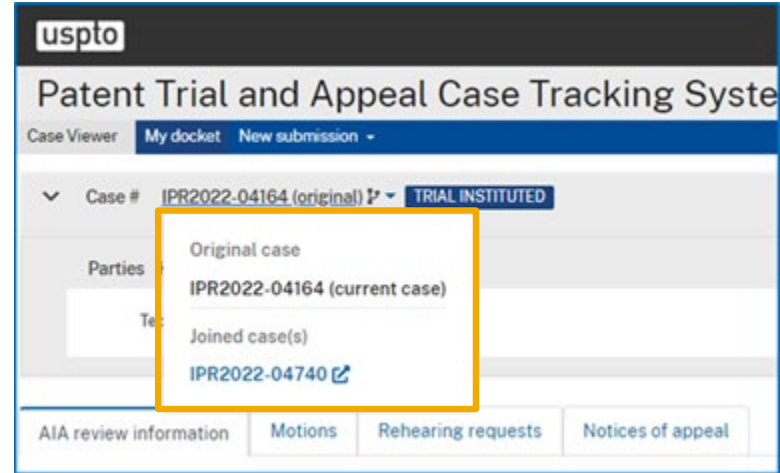 uspto
Patent Trial and Appeal Case Tracking Syste
Case Viewer My docket New submission
Case # IPR2022-04164 (original) TRIAL INSTITUTED
Original case
Parties
IPR2022-04164 (current case)
Joined case(s)
IPR2022-04740
AIA review information Motions Rehearing requests Notices of appeal